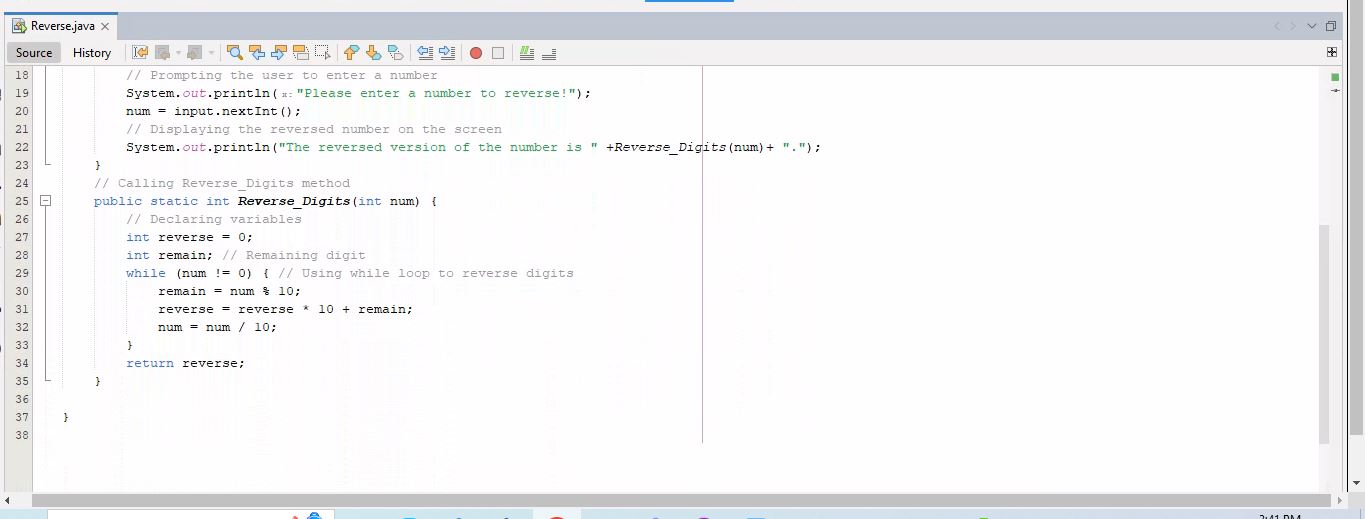 Reverse.java
Source History
18 // Prompting the user to enter a number
19 System.out.println( x: "Please enter a number to reverse!");
20 num = input.nextInt();
21 // Displaying the reversed number on the screen
22 System.out.println("The reversed version of the number is " +Reverse_Digits(num)+ ".");
23 }
24 // Calling Reverse_Digits method
25 public static int Reverse_Digits(int num) {
26 // Declaring variables
27 int reverse = 0;
28 int remain; // Remaining digit
29 while (num != 0) { // Using while loop to reverse digits
30 remain = num % 10;
31 reverse = reverse * 10 + remain;
32 num = num / 10;
33 }
34 return reverse;
35 }
36
37 }
38